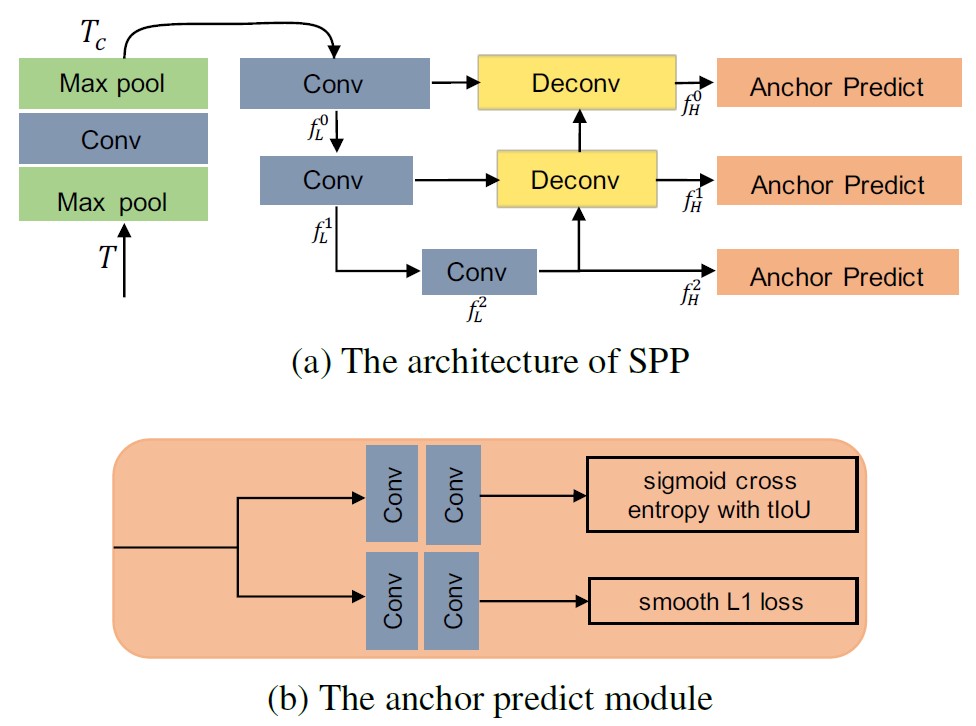 T_c
Max pool
Conv
Max pool
T
Conv
f_L^0
Conv
f_L^1
Conv
f_L^2
Deconv
Deconv
f_H^0
f_H^1
f_H^2
Anchor Predict
Anchor Predict
Anchor Predict
(a) The architecture of SPP
Conv
Conv
sigmoid cross
entropy with tIoU
Conv
Conv
smooth L1 loss
(b) The anchor predict module